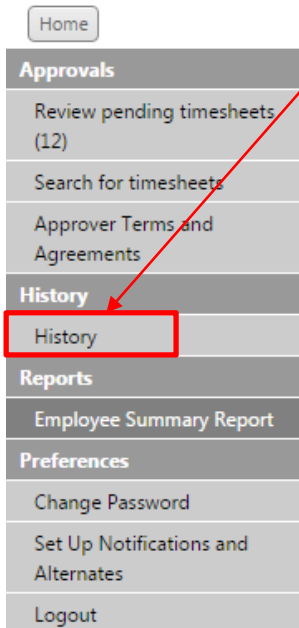 Home
Approvals
Review pending timesheets
(12)
Search for timesheets
Approver Terms and
Agreements
History
History
Reports
Employee Summary Report
Preferences
Change Password
Set Up Notifications and
Alternates
Logout